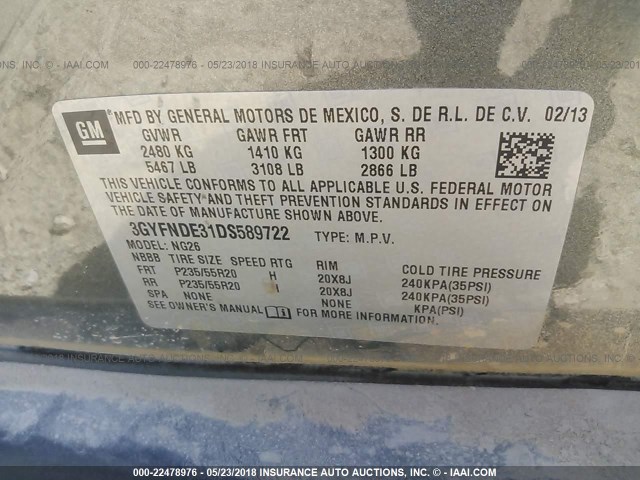 000-22478976 - 05/23/2018 - INSURANCE AUTO AUCTIONS, INC. - © IAAI.COM
GM
MFD BY GENERAL MOTORS DE MEXICO, S. DE R.L. DE C.V. 02/13
GVWR GAWR FRT GAWR RR
2480 KG 1410 KG 1300 KG
5467 LB 3108 LB 2866 LB
THIS VEHICLE CONFORMS TO ALL APPLICABLE U.S. FEDERAL MOTOR
VEHICLE SAFETY AND THEFT PREVENTION STANDARDS IN EFFECT ON
THE DATE OF MANUFACTURE SHOWN ABOVE.
3GYFNDE31DS589722 TYPE: M.P.V.
MODEL: NG26
NBBB TIRE SIZE SPEED RTG RIM COLD TIRE PRESSURE
FRT P235/55R20 H 20X8J 240KPA(35PSI)
RR P235/55R20 20X8J 240KPA(35PSI)
SPA NONE NONE KPA(PSI)
SEE OWNER'S MANUAL FOR MORE INFORMATION.
000-22478976 - 05/23/2018 - INSURANCE AUTO AUCTIONS, INC. - © IAAI.COM